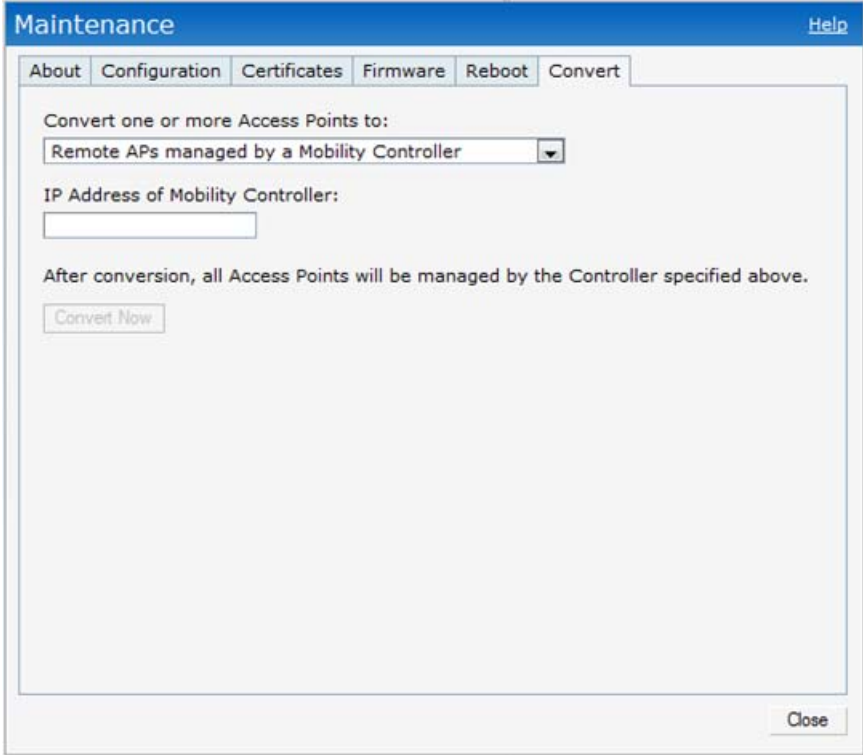 Maintenance
Help
About Configuration Certificates Firmware Reboot Convert
Convert one or more Access Points to:
Remote APs managed by a Mobility Controller
IP Address of Mobility Controller:
After conversion, all Access Points will be managed by the Controller specified above.
Convert Now
Close